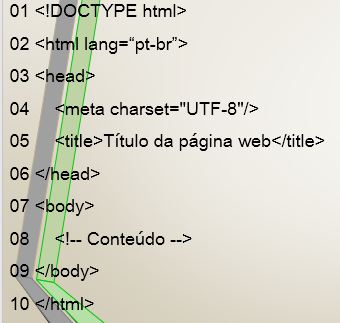 01 <!DOCTYPE html>
02 <html lang=“pt-br”>
03 <head>
04 <meta charset="UTF-8"/>
05 <title>Título da página web</title>
06 </head>
07 <body>
08 <!-- Conteúdo -->
09 </body>
10 </html>